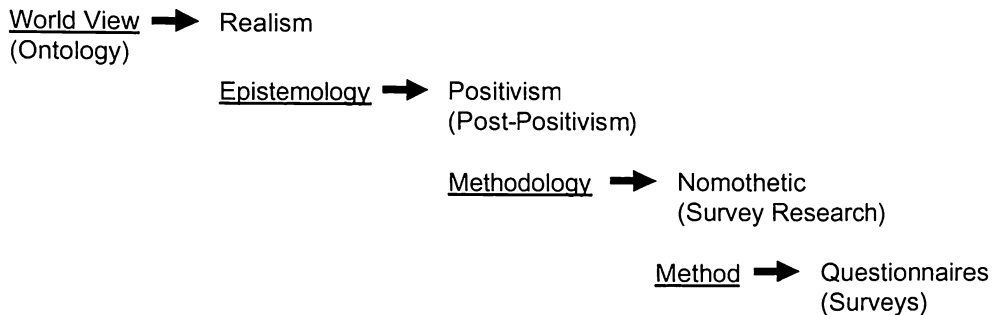 World View Realism
(Ontology)
Epistemology Positivism
(Post-Positivism)
Methodology Nomothetic
(Survey Research)
Method Questionnaires
(Surveys)